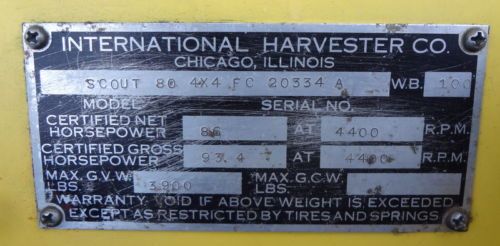 INTERNATIONAL HARVESTER CO.
CHICAGO, ILLINOIS
SCOUT 80 4X4 FC 20334 A W.B. 100
MODEL SERIAL NO.
CERTIFIED NET HORSEPOWER 86 AT 4400 R.P.M.
CERTIFIED GROSS HORSEPOWER 93.4 AT 4400 R.P.M.
MAX. G.V.W. LBS. 3900 MAX. G.C.W. LBS.
WARRANTY VOID IF ABOVE WEIGHT IS EXCEEDED
EXCEPT AS RESTRICTED BY TIRES AND SPRINGS